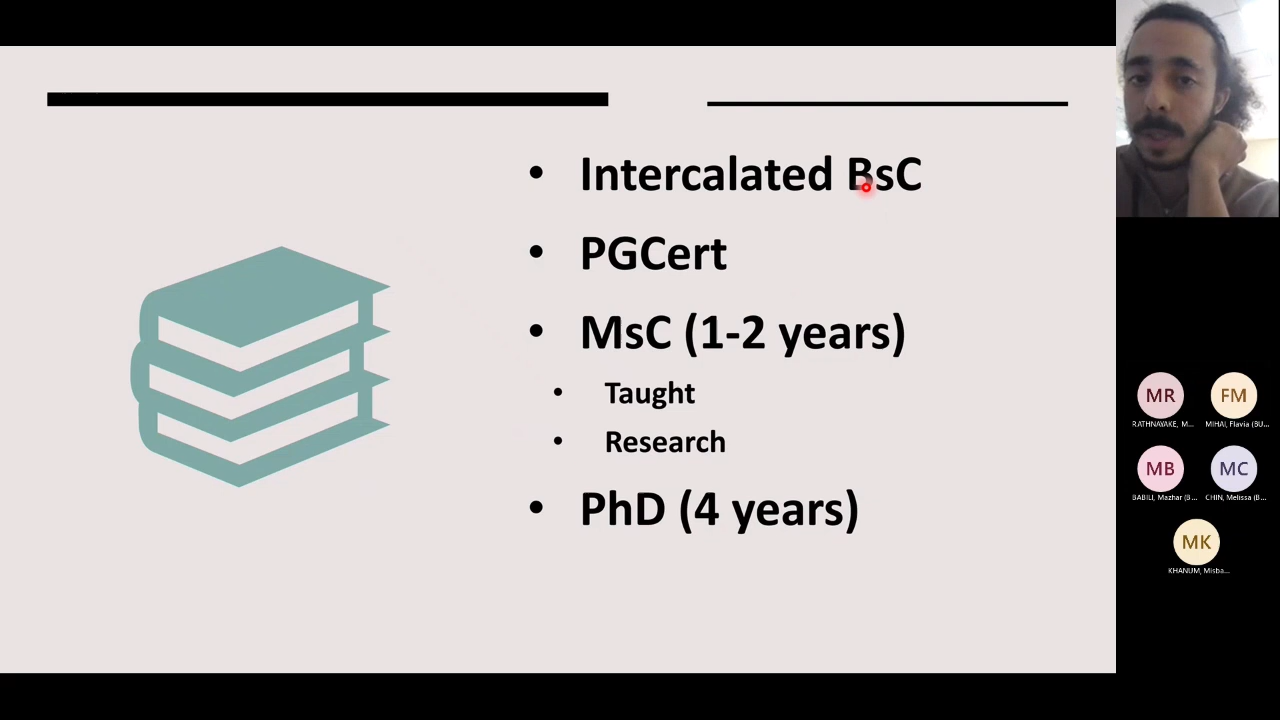 Intercalated BsC
PGCert
MsC (1-2 years)
Taught
Research
PhD (4 years)
MR
FM
RATHNAYAKE, M...
MIHAI, Flavia (BU...
MB
MC
BABILI, Mazhar (B...
CHIN, Melissa (B...
MK
KHANUM, Misba...